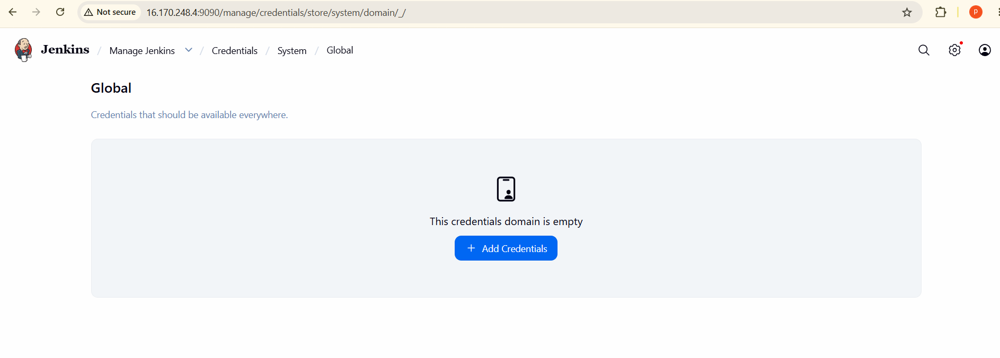 Not secure 16.170.248.4:9090/manage/credentials/store/system/domain/_/ P
Jenkins / Manage Jenkins / Credentials / System / Global
Global
Credentials that should be available everywhere.
This credentials domain is empty
+ Add Credentials